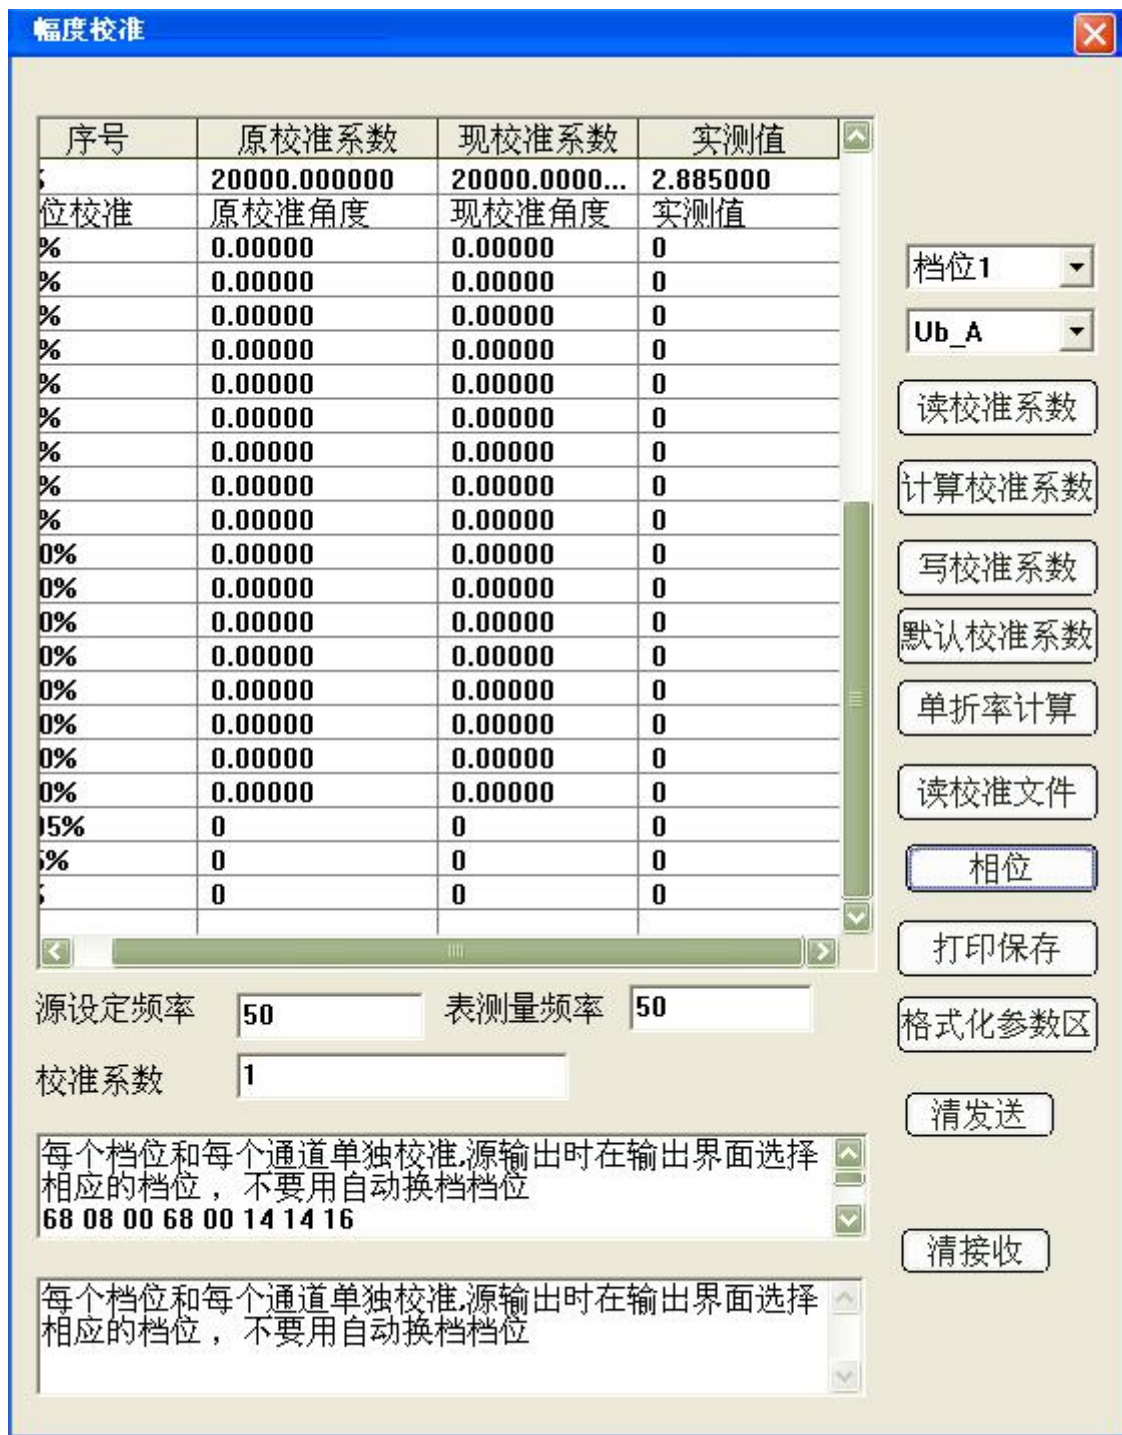 幅度校准
序号 原校准系数 现校准系数 实测值
20000.000000 20000.0000... 2.885000
位校准 原校准角度 现校准角度 实测值
% 0.00000 0.00000 0
% 0.00000 0.00000 0
% 0.00000 0.00000 0
% 0.00000 0.00000 0
% 0.00000 0.00000 0
% 0.00000 0.00000 0
% 0.00000 0.00000 0
% 0.00000 0.00000 0
% 0.00000 0.00000 0
0% 0.00000 0.00000 0
0% 0.00000 0.00000 0
0% 0.00000 0.00000 0
0% 0.00000 0.00000 0
0% 0.00000 0.00000 0
0% 0.00000 0.00000 0
0% 0.00000 0.00000 0
0% 0.00000 0.00000 0
05% 0 0 0
5% 0 0 0
0 0 0
档位1
Ub_A
读校准系数
计算校准系数
写校准系数
默认校准系数
单折率计算
读校准文件
相位
打印保存
格式化参数区
清发送
清接收
源设定频率 50 表测量频率 50
校准系数 1
每个档位和每个通道单独校准,源输出时在输出界面选择
相应的档位，不要用自动换档档位
68 08 00 68 00 14 14 16
每个档位和每个通道单独校准,源输出时在输出界面选择
相应的档位，不要用自动换档档位